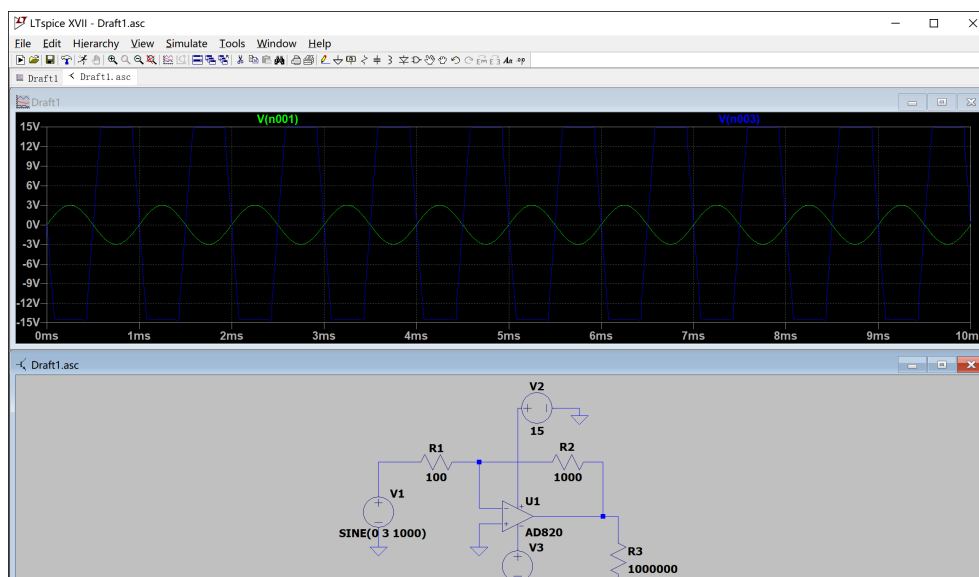 LTspice XVII - Draft1.asc
File Edit Hierarchy View Simulate Tools Window Help
Draft1 Draft1.asc
Draft1
V(n001) V(n003)
15V
12V
9V
6V
3V
0V
-3V
-6V
-9V
-12V
-15V
0ms 1ms 2ms 3ms 4ms 5ms 6ms 7ms 8ms 9ms 10ms
Draft1.asc
V2
15
R1
100
R2
1000
V1
SINE(0 3 1000)
U1
AD820
V3
R3
1000000